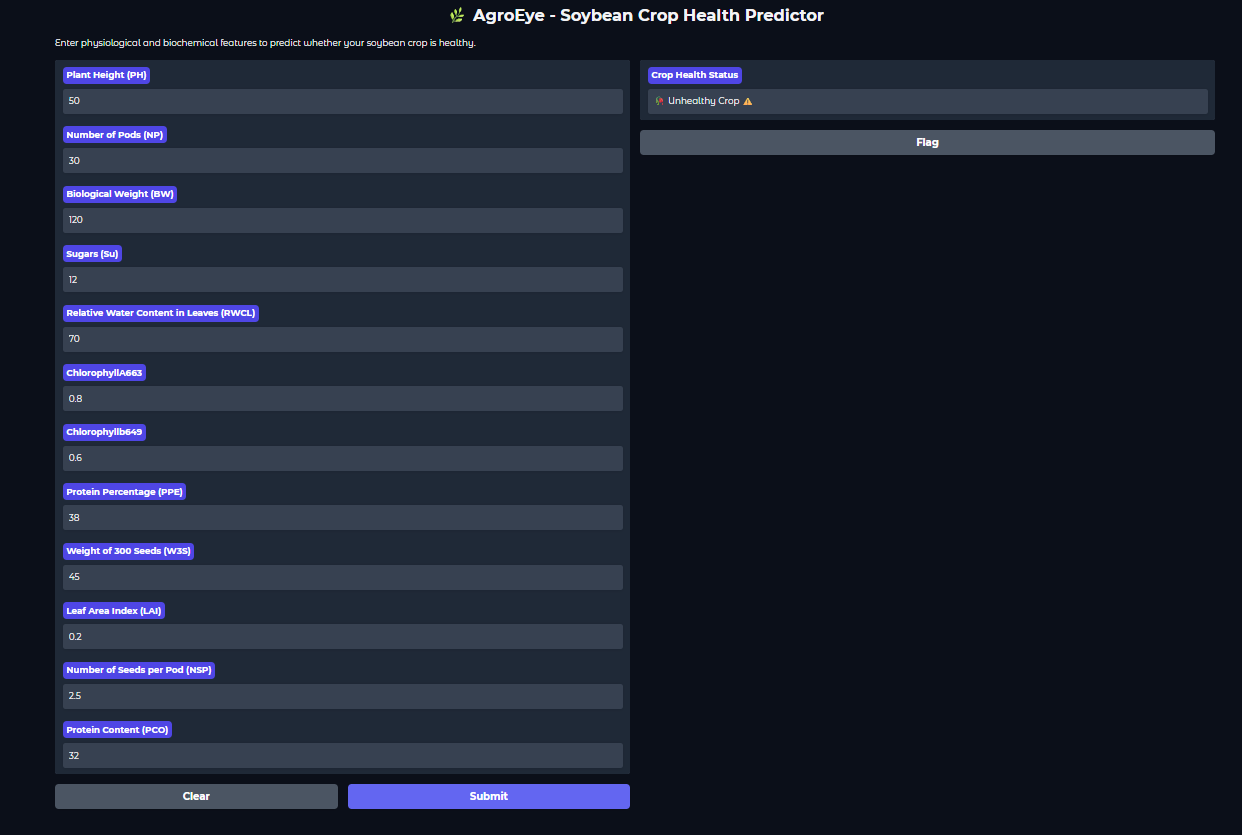 🌿 AgroEye - Soybean Crop Health Predictor
Enter physiological and biochemical features to predict whether your soybean crop is healthy.
Plant Height (PH)
50
Number of Pods (NP)
30
Biological Weight (BW)
120
Sugars (Su)
12
Relative Water Content in Leaves (RWCL)
70
ChlorophyllA663
0.8
Chlorophyllb649
0.6
Protein Percentage (PPE)
38
Weight of 300 Seeds (W3S)
45
Leaf Area Index (LAI)
0.2
Number of Seeds per Pod (NSP)
2.5
Protein Content (PCO)
32
Clear
Submit
Crop Health Status
🥀 Unhealthy Crop ⚠️
Flag